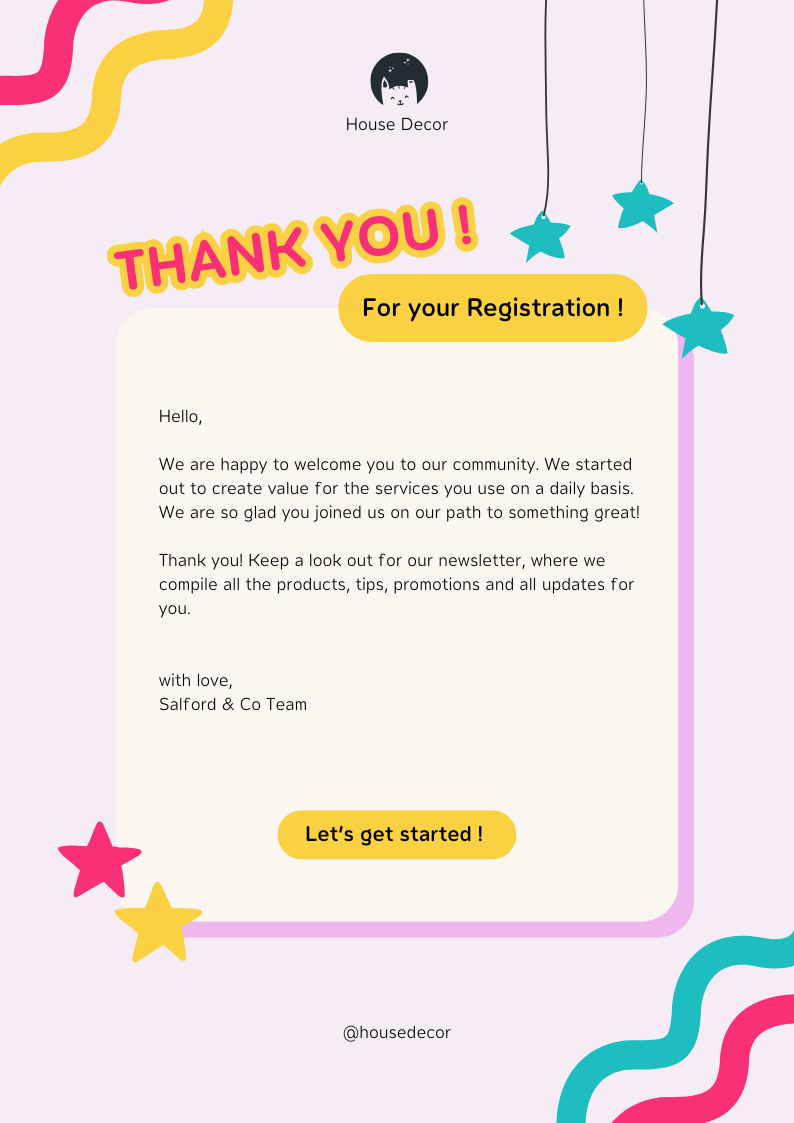 House Decor
THANK YOU !
For your Registration !
Hello,
We are happy to welcome you to our community. We started
out to create value for the services you use on a daily basis.
We are so glad you joined us on our path to something great!
Thank you! Keep a look out for our newsletter, where we
compile all the products, tips, promotions and all updates for
you.
with love,
Salford & Co Team
Let's get started !
@housedecor